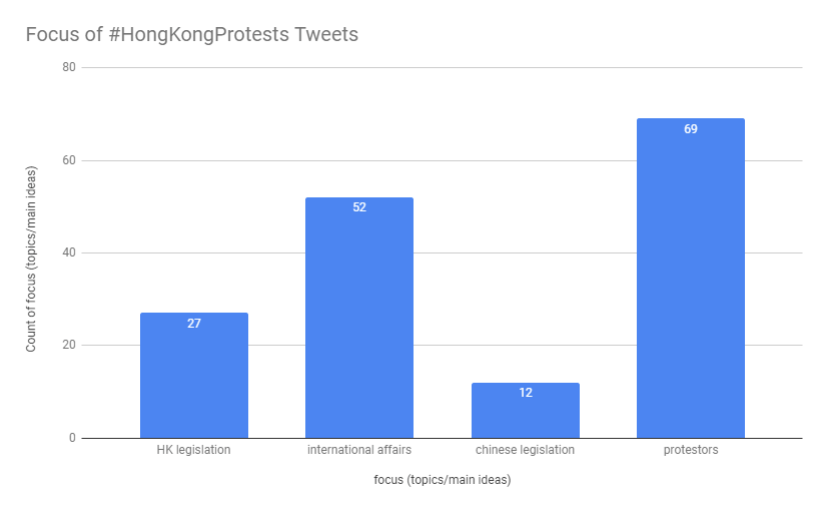 Focus of #HongKongProtests Tweets
80
60
40
20
0
Count of focus (topics/main ideas)
27
52
12
69
HK legislation
international affairs
chinese legislation
protestors
focus (topics/main ideas)